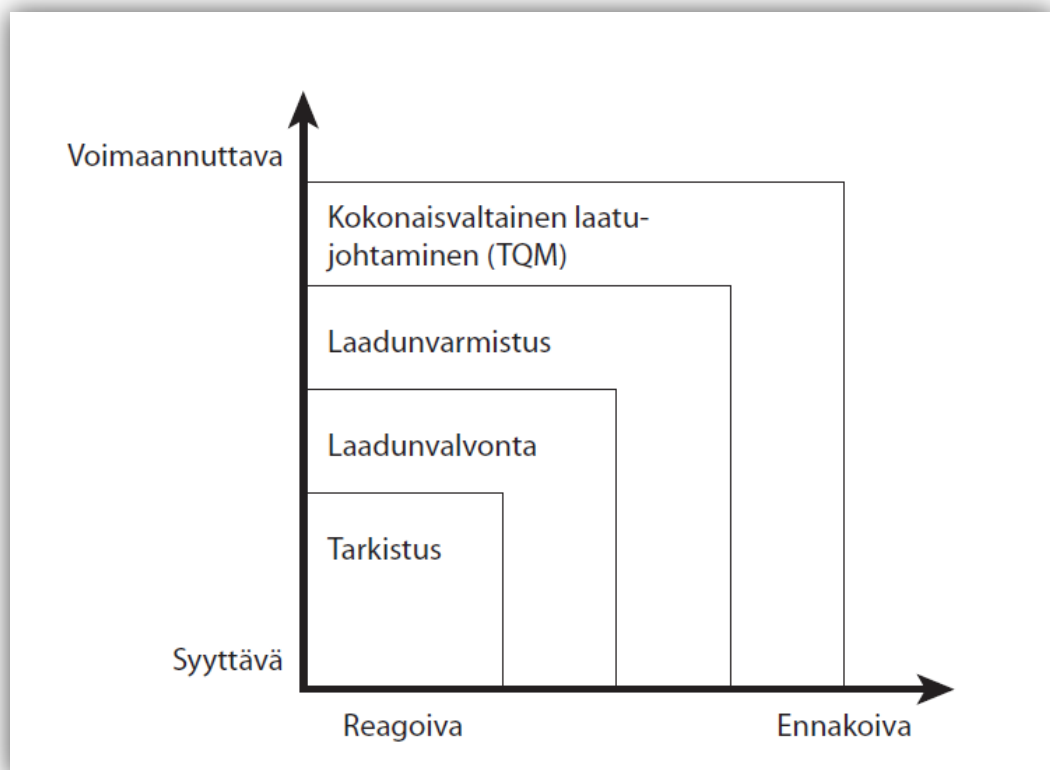 Voimaannuttava
Kokonaisvaltainen laatu-
johtaminen (TQM)
Laadunvarmistus
Laadunvalvonta
Tarkistus
Syyttävä
Reagoiva
Ennakoiva